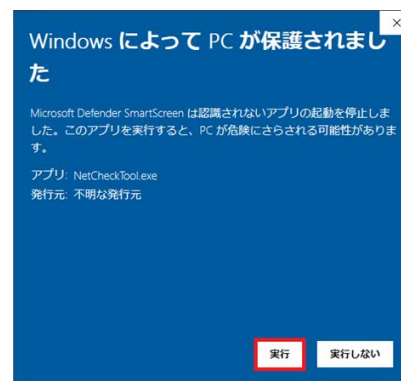 Windows によって PC が保護されまし
た
Microsoft Defender SmartScreen は認識されないアプリの起動を停止しま
した。このアプリを実行すると、PC が危険にさらされる可能性がありま
す。
アプリ: NetCheckTool.exe
発行元: 不明な発行元
実行 実行しない